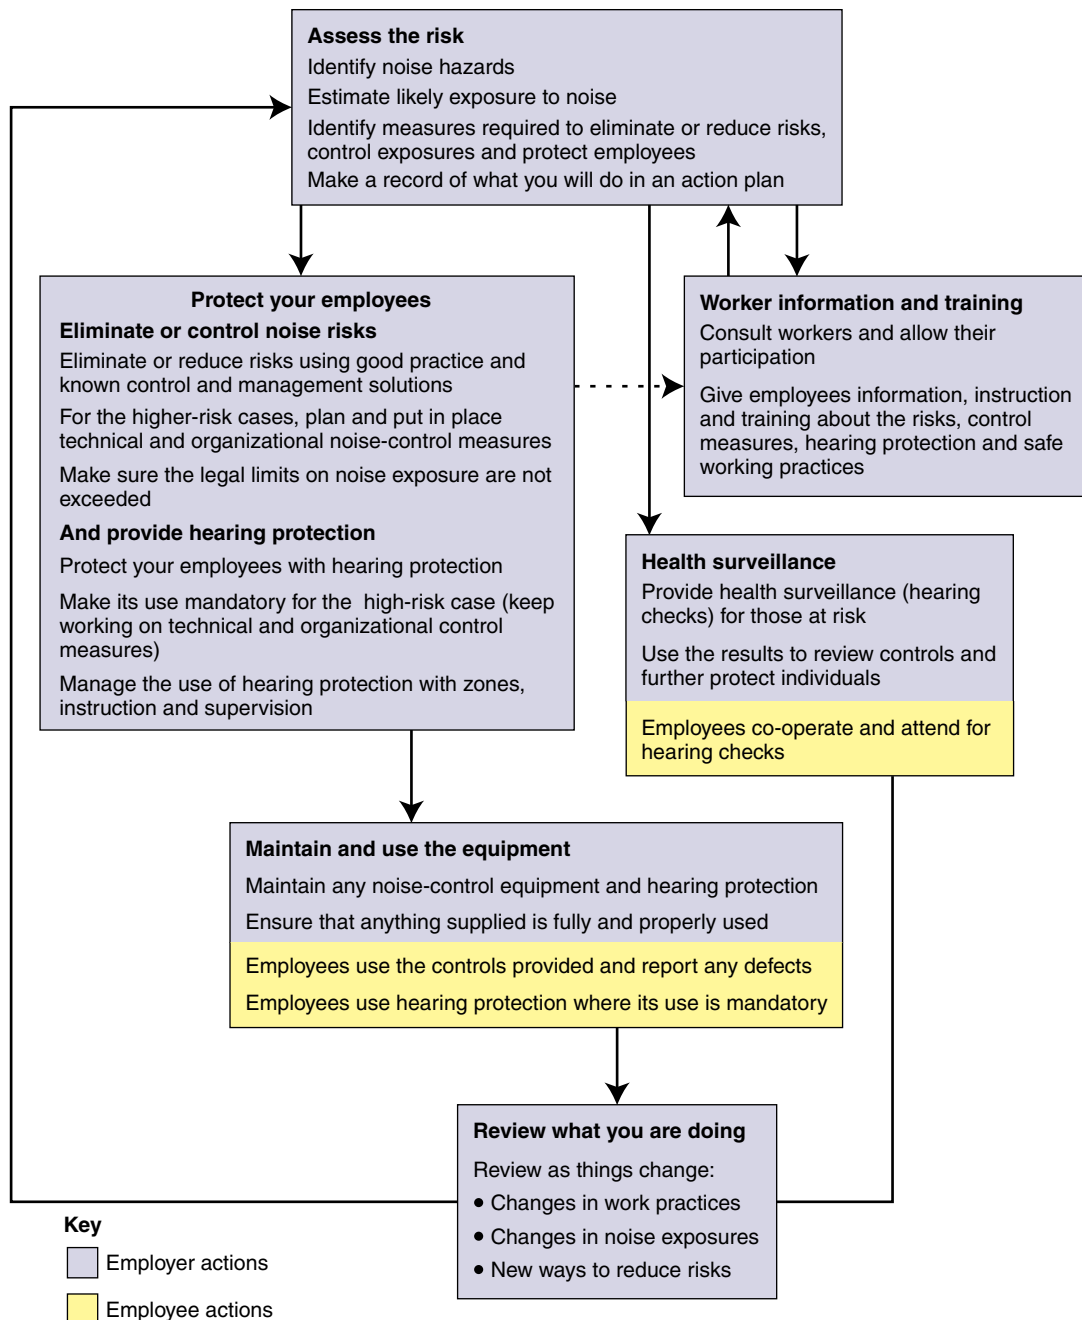 Assess the risk
Identify noise hazards
Estimate likely exposure to noise
Identify measures required to eliminate or reduce risks,
control exposures and protect employees
Make a record of what you will do in an action plan
Protect your employees
Eliminate or control noise risks
Eliminate or reduce risks using good practice and
known control and management solutions
For the higher-risk cases, plan and put in place
technical and organizational noise-control measures
Make sure the legal limits on noise exposure are not
exceeded
And provide hearing protection
Protect your employees with hearing protection
Make its use mandatory for the high-risk case (keep
working on technical and organizational control
measures)
Manage the use of hearing protection with zones,
instruction and supervision
Worker information and training
Consult workers and allow their
participation
Give employees information, instruction
and training about the risks, control
measures, hearing protection and safe
working practices
Health surveillance
Provide health surveillance (hearing
checks) for those at risk
Use the results to review controls and
further protect individuals
Employees co-operate and attend for
hearing checks
Maintain and use the equipment
Maintain any noise-control equipment and hearing protection
Ensure that anything supplied is fully and properly used
Employees use the controls provided and report any defects
Employees use hearing protection where its use is mandatory
Review what you are doing
Review as things change:
• Changes in work practices
• Changes in noise exposures
• New ways to reduce risks
Key
Employer actions
Employee actions